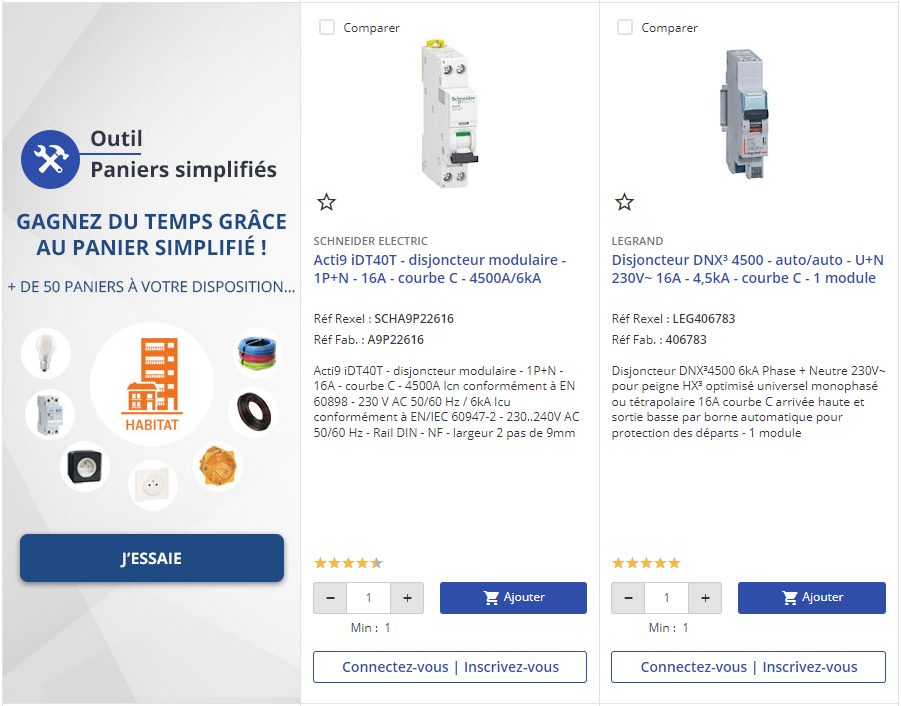 Outil
Paniers simplifiés
GAGNEZ DU TEMPS GRÂCE
AU PANIER SIMPLIFIÉ !
+ DE 50 PANIERS À VOTRE DISPOSITION...
HABITAT
J'ESSAIE
Comparer
Schneider
SCHNEIDER ELECTRIC
Acti9 iDT40T - disjoncteur modulaire -
1P+N - 16A - courbe C - 4500A/6kA
Réf Rexel : SCHA9P22616
Réf Fab. : A9P22616
Acti9 iDT40T - disjoncteur modulaire - 1P+N -
16A - courbe C - 4500A Icn conformément à EN
60898 - 230 V AC 50/60 Hz / 6kA Icu
conformément à EN/IEC 60947-2 - 230..240V AC
50/60 Hz - Rail DIN - NF - largeur 2 pas de 9mm
− 1 +
Ajouter
Min : 1
Connectez-vous | Inscrivez-vous
Comparer
LEGRAND
Disjoncteur DNX³ 4500 - auto/auto - U+N
230V~ 16A - 4,5kA - courbe C - 1 module
Réf Rexel : LEG406783
Réf Fab. : 406783
Disjoncteur DNX³4500 6kA Phase + Neutre 230V~
pour peigne HX³ optimisé universel monophasé
ou tétrapolaire 16A courbe C arrivée haute et
sortie basse par borne automatique pour
protection des départs - 1 module
− 1 +
Ajouter
Min : 1
Connectez-vous | Inscrivez-vous